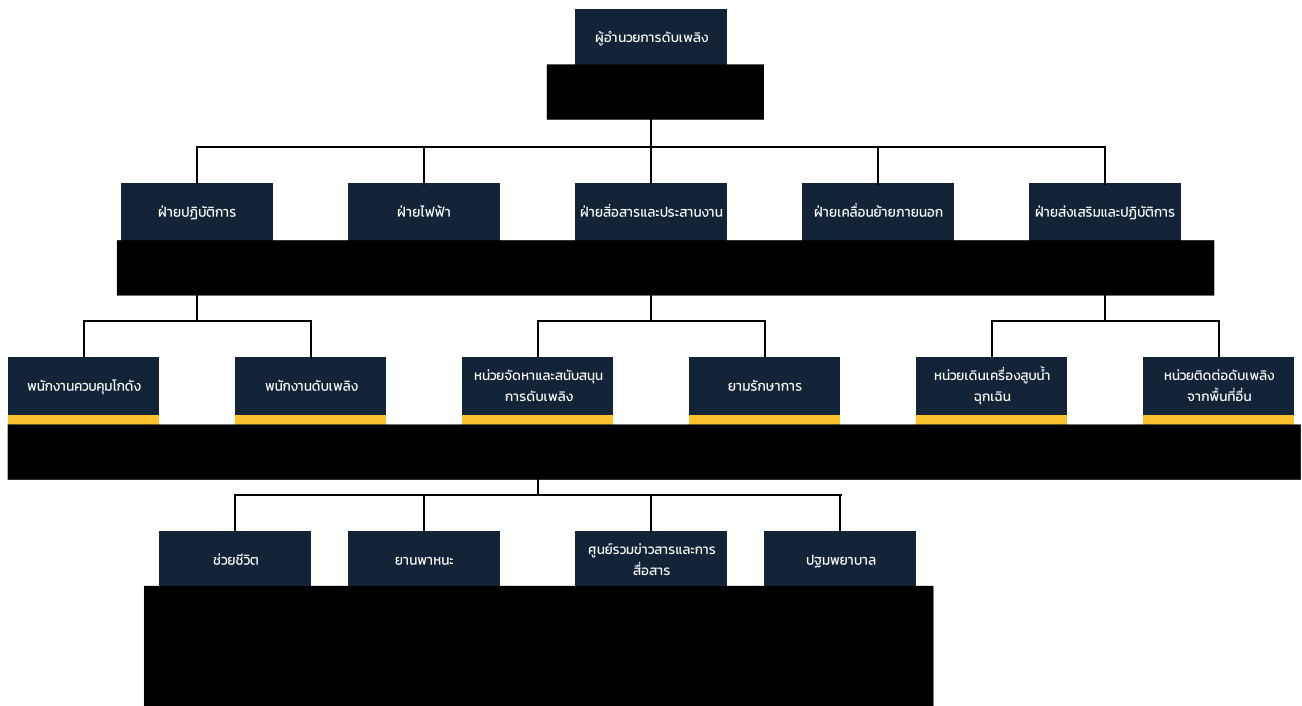 ผู้อำนวยการดับเพลิง
ฝ่ายปฏิบัติการ
ฝ่ายไฟฟ้า
ฝ่ายสื่อสารและประสานงาน
ฝ่ายเคลื่อนย้ายภายนอก
ฝ่ายส่งเสริมและปฏิบัติการ
พนักงานควบคุมโกดัง
พนักงานดับเพลิง
หน่วยจัดหาและสนับสนุน
การดับเพลิง
ยามรักษาการ
หน่วยเดินเครื่องสูบน้ำ
ฉุกเฉิน
หน่วยติดต่อดับเพลิง
จากพื้นที่อื่น
ช่วยชีวิต
ยานพาหนะ
ศูนย์รวมข่าวสารและการ
สื่อสาร
ปฐมพยาบาล